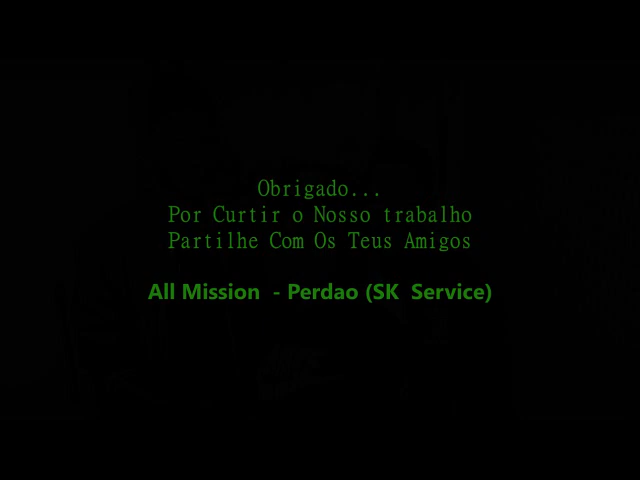 Obrigado...
Por Curtir o Nosso trabalho
Partilhe Com Os Teus Amigos
All Mission - Perdao (SK Service)